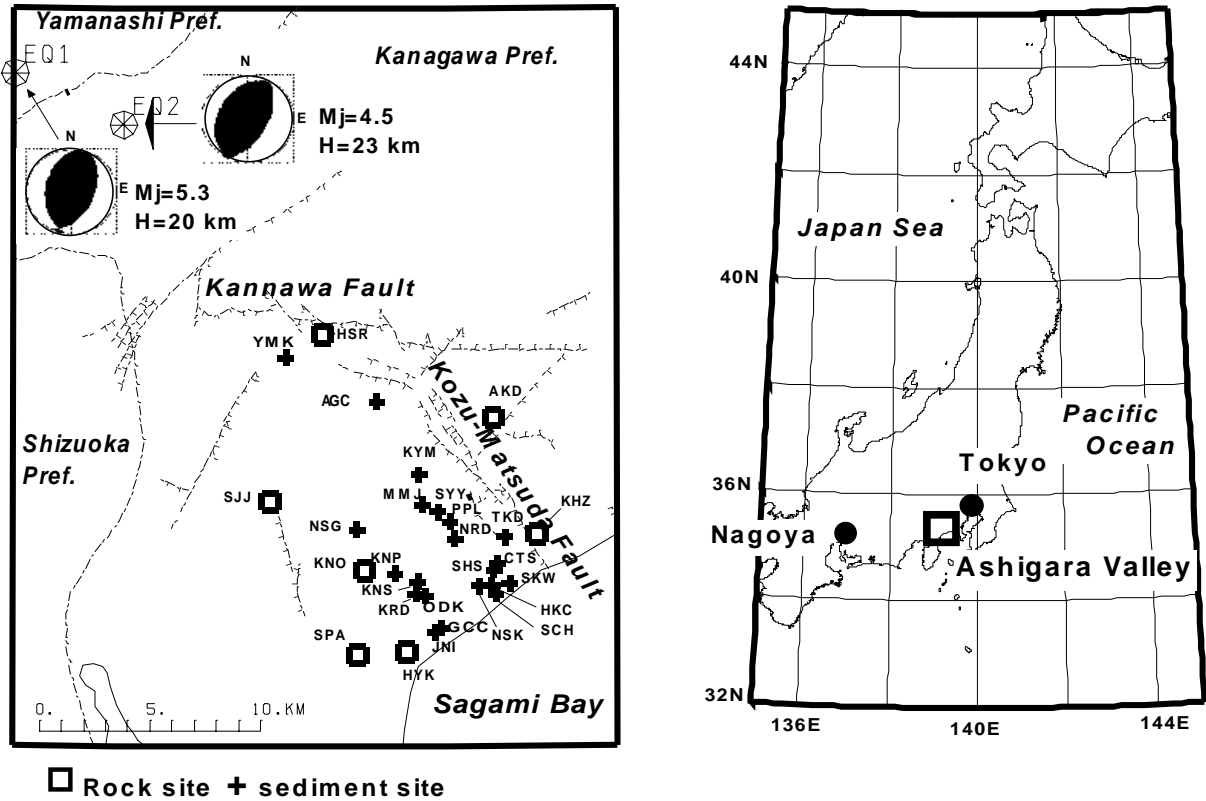 Yamanashi Pref.
EQ1
Kanagawa Pref.
N
EQ2
E
Mj=4.5
H=23 km
N
E
Mj=5.3
H=20 km
Kannawa Fault
HSR
YMK
AGC
AKD
Kozu-Matsuda Fault
Shizuoka
Pref.
KYM
SJJ
MMJ
SYY
PPL
KHZ
TKD
NSG
NRD
KNO
KNP
CTS
SHS
SKW
KNS
KRD
ODK
HKC
SCH
NSK
GCC
SPA
JNI
HYK
0.
5.
10.KM
Sagami Bay
Rock site + sediment site
44N
Japan Sea
40N
Pacific
Ocean
Tokyo
36N
Nagoya
Ashigara Valley
32N
136E
140E
144E